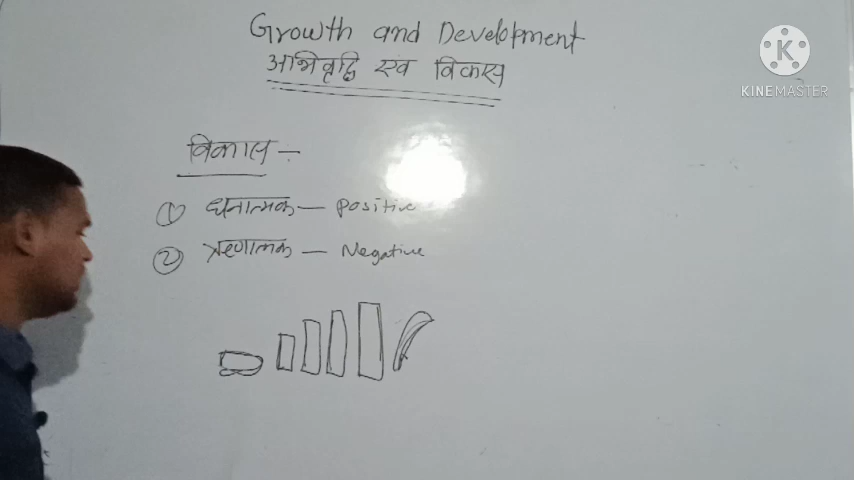 Growth and Development
अभिवृद्धि एवं विकास
विकास -
① धनात्मक — Positive
② ऋणात्मक — Negative
K
KINEMASTER